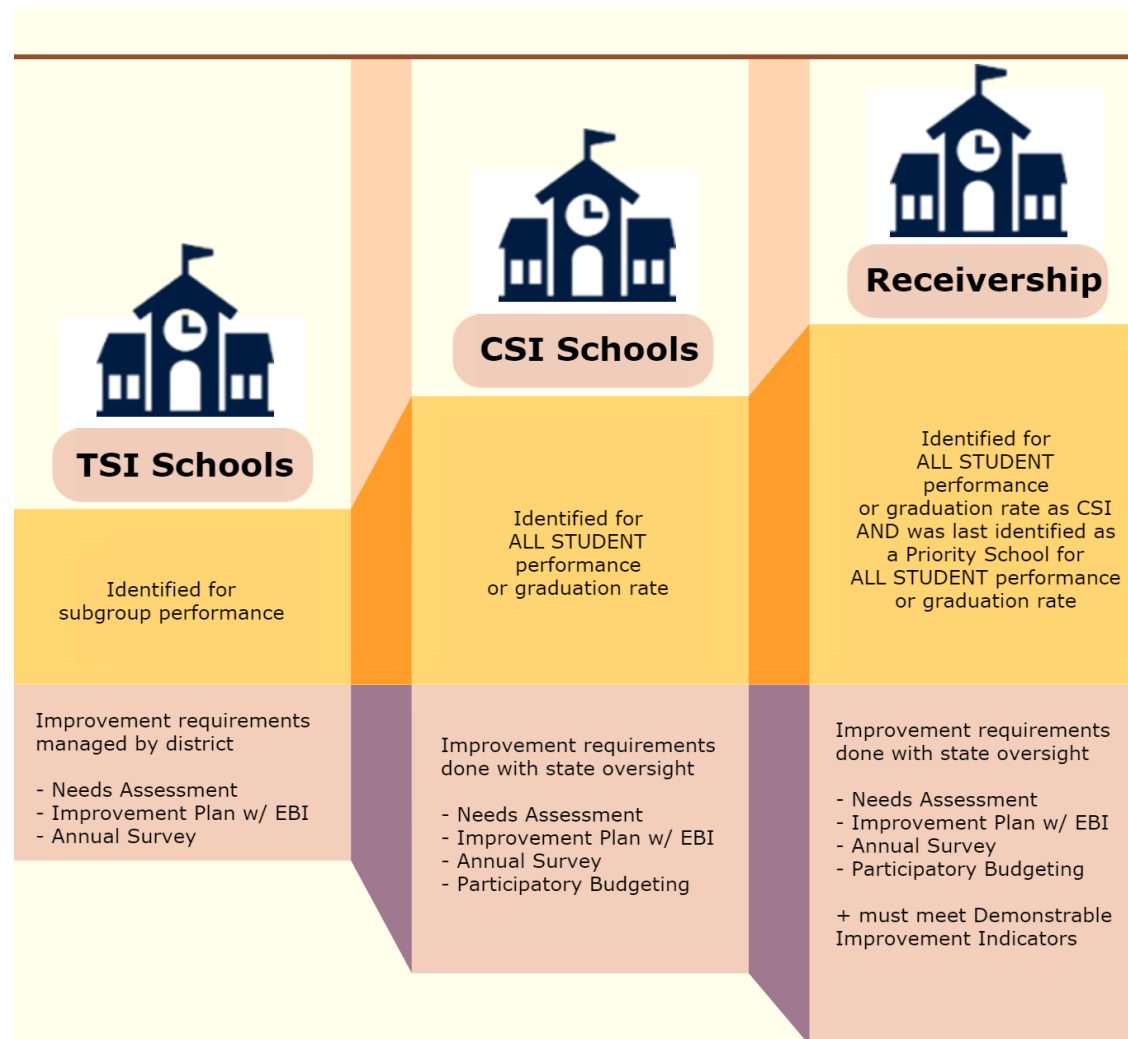 TSI Schools
Identified for
subgroup performance
Improvement requirements
managed by district
- Needs Assessment
- Improvement Plan w/ EBI
- Annual Survey
CSI Schools
Identified for
ALL STUDENT
performance
or graduation rate
Improvement requirements
done with state oversight
- Needs Assessment
- Improvement Plan w/ EBI
- Annual Survey
- Participatory Budgeting
Receivership
Identified for
ALL STUDENT
performance
or graduation rate as CSI
AND was last identified as
a Priority School for
ALL STUDENT performance
or graduation rate
Improvement requirements
done with state oversight
- Needs Assessment
- Improvement Plan w/ EBI
- Annual Survey
- Participatory Budgeting
+ must meet Demonstrable
Improvement Indicators